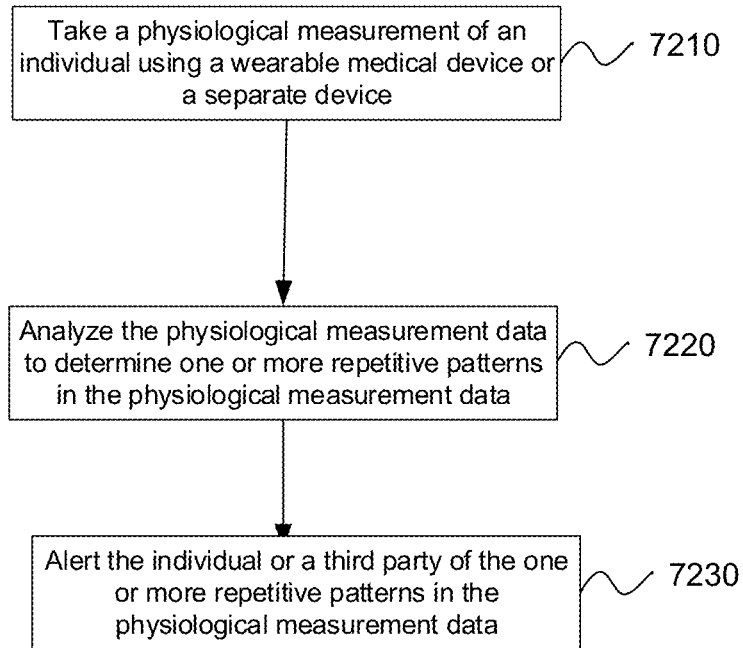 Take a physiological measurement of an
individual using a wearable medical device or
a separate device
7210
Analyze the physiological measurement data
to determine one or more repetitive patterns
in the physiological measurement data
7220
Alert the individual or a third party of the one
or more repetitive patterns in the
physiological measurement data
7230